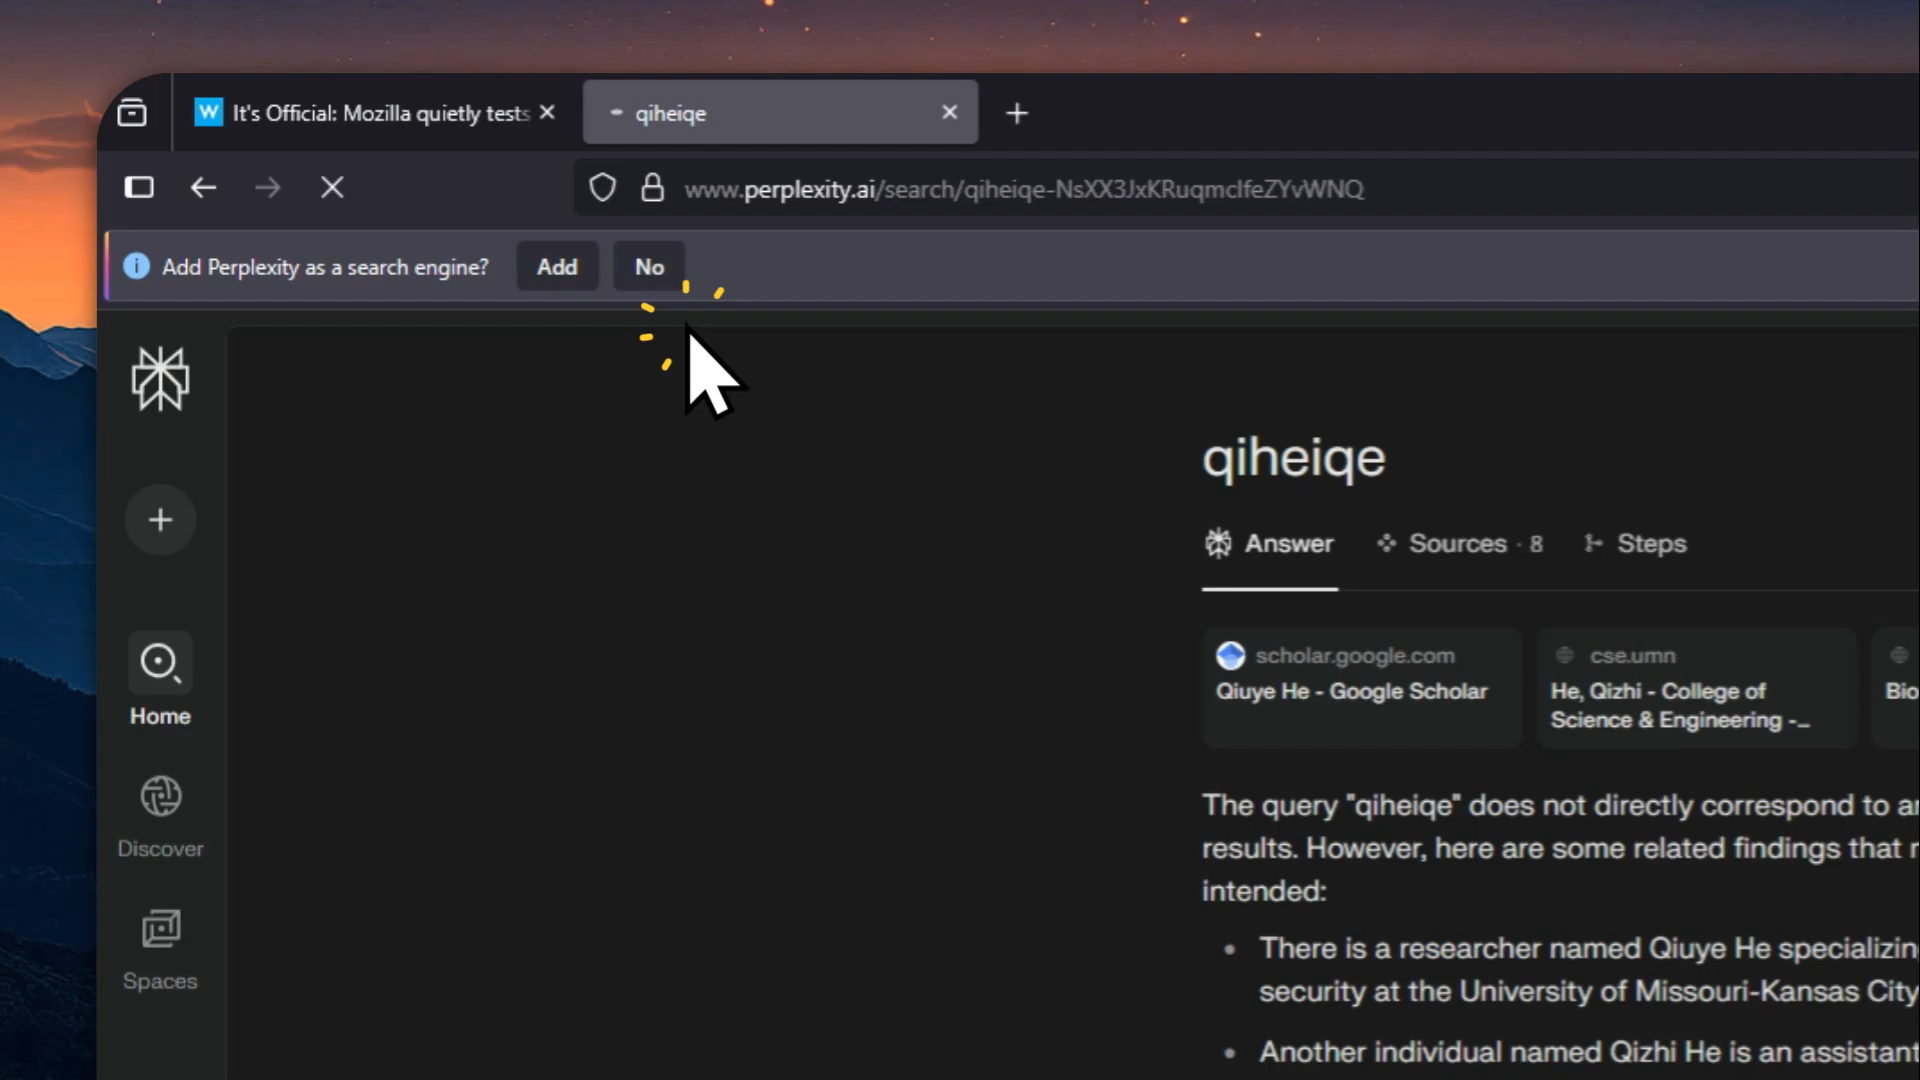 It's Official: Mozilla quietly tests
qiheiqe
www.perplexity.ai/search/qiheiqe-NsXX3JxKRuqmclfeZYvWNQ
Add Perplexity as a search engine? Add No
qiheiqe
Answer Sources · 8 Steps
scholar.google.com
Qiuye He - Google Scholar
cse.umn
He, Qizhi - College of
Science & Engineering -...
Bio
Home
Discover
Spaces
The query "qiheiqe" does not directly correspond to
results. However, here are some related findings that
intended:
There is a researcher named Qiuye He specializing
security at the University of Missouri-Kansas City
Another individual named Qizhi He is an assistant